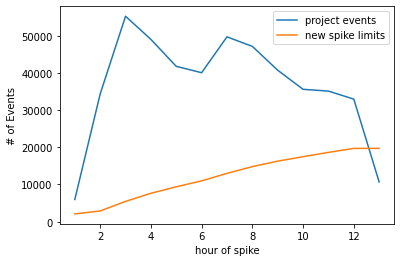 project events
new spike limits
50000
40000
30000
20000
10000
0
# of Events
2 4 6 8 10 12
hour of spike